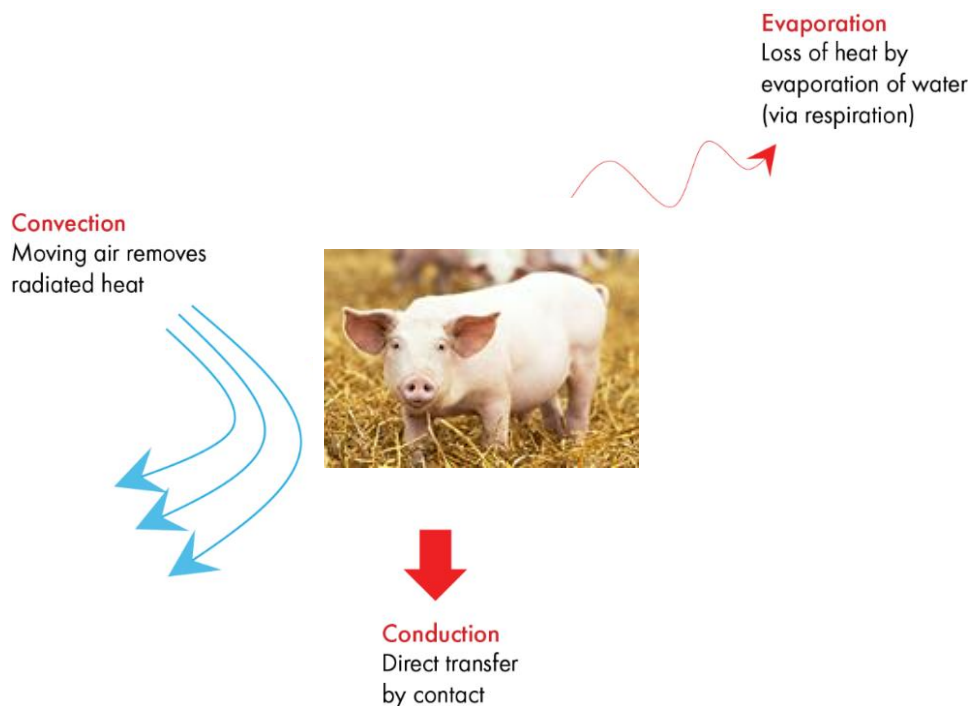 Evaporation
Loss of heat by
evaporation of water
(via respiration)
Convection
Moving air removes
radiated heat
Conduction
Direct transfer
by contact